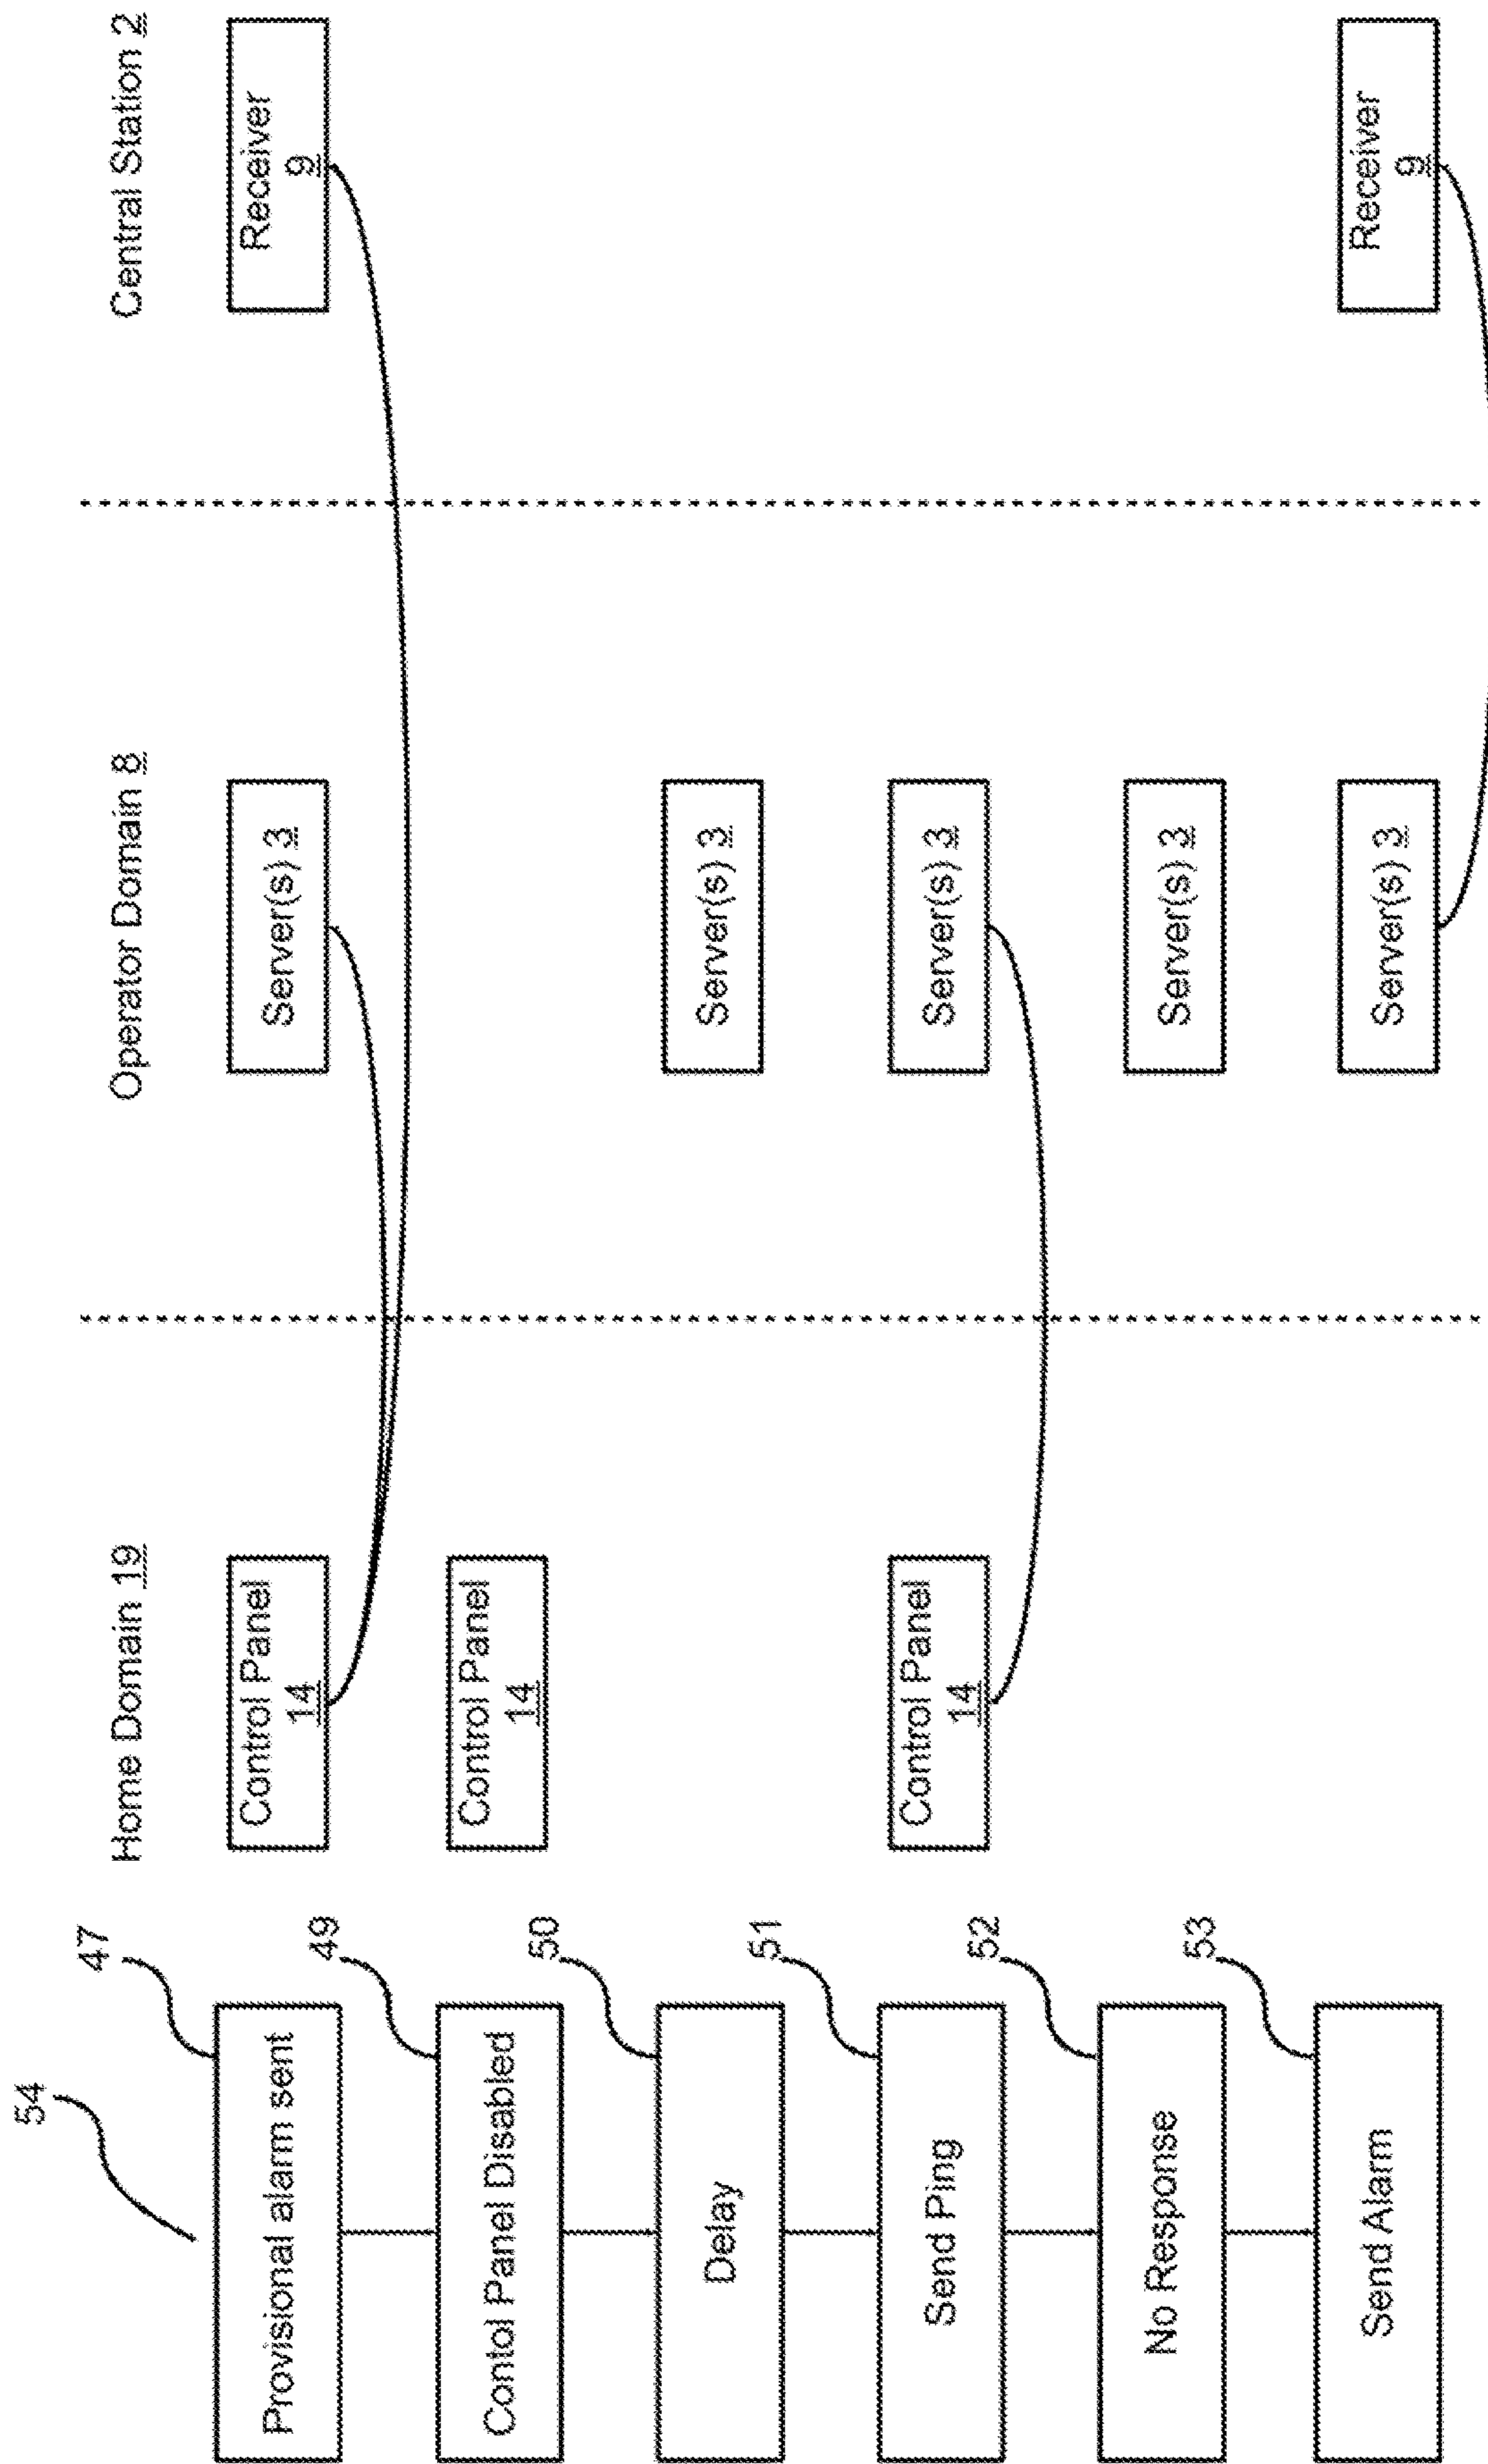 54
Home Domain 19
Operator Domain 8
Central Station 2
47
Provisional alarm sent
Control Panel
14
Server(s) 3
Receiver
9
49
Contol Panel Disabled
Control Panel
14
50
Delay
Server(s) 3
51
Send Ping
Control Panel
14
Server(s) 3
52
No Response
Server(s) 3
53
Send Alarm
Server(s) 3
Receiver
9